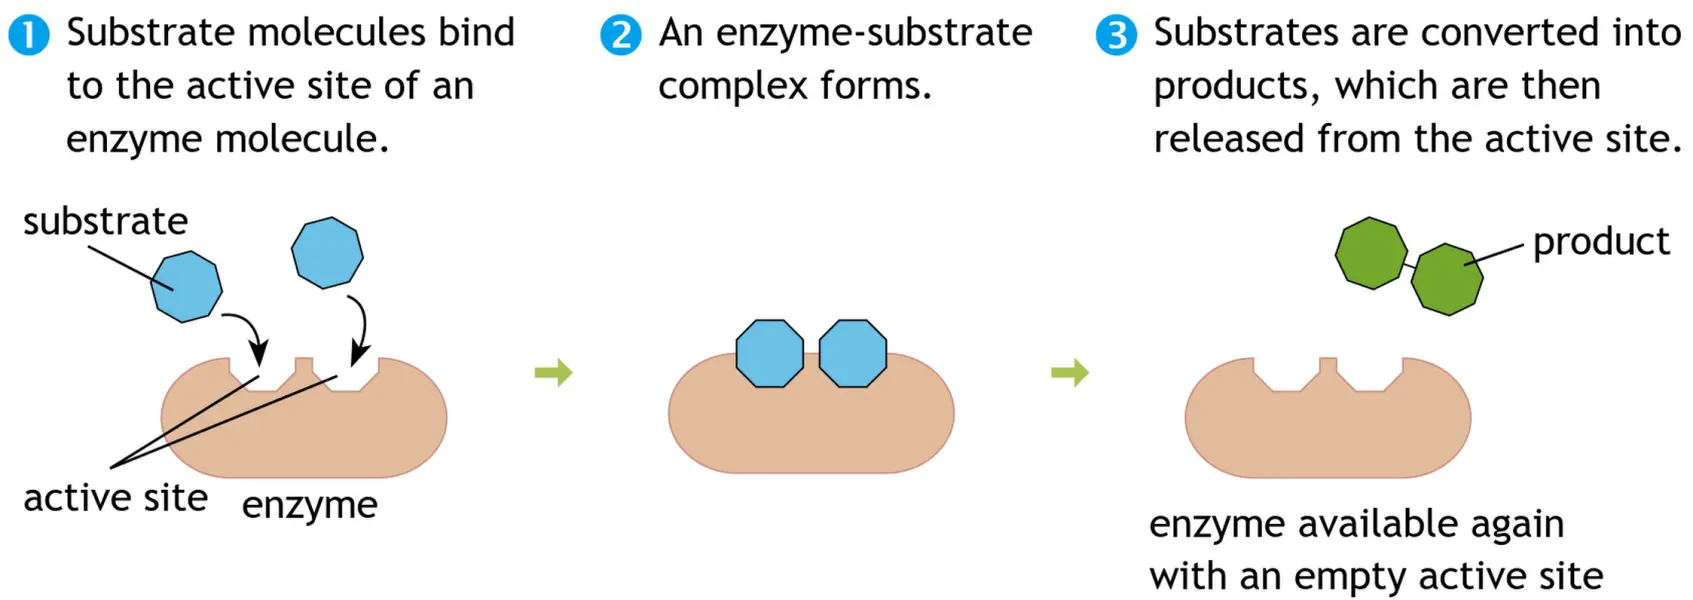 1 Substrate molecules bind
to the active site of an
enzyme molecule.
2 An enzyme-substrate
complex forms.
3 Substrates are converted into
products, which are then
released from the active site.
substrate
active site
enzyme
product
enzyme available again
with an empty active site